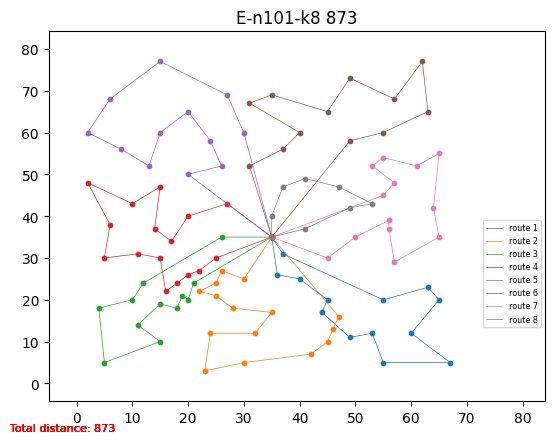 E-n101-k8 873
80
70
60
50
40
30
20
10
0
route 1
route 2
route 3
route 4
route 5
route 6
route 7
route 8
0 10 20 30 40 50 60 70 80
Total distance: 873